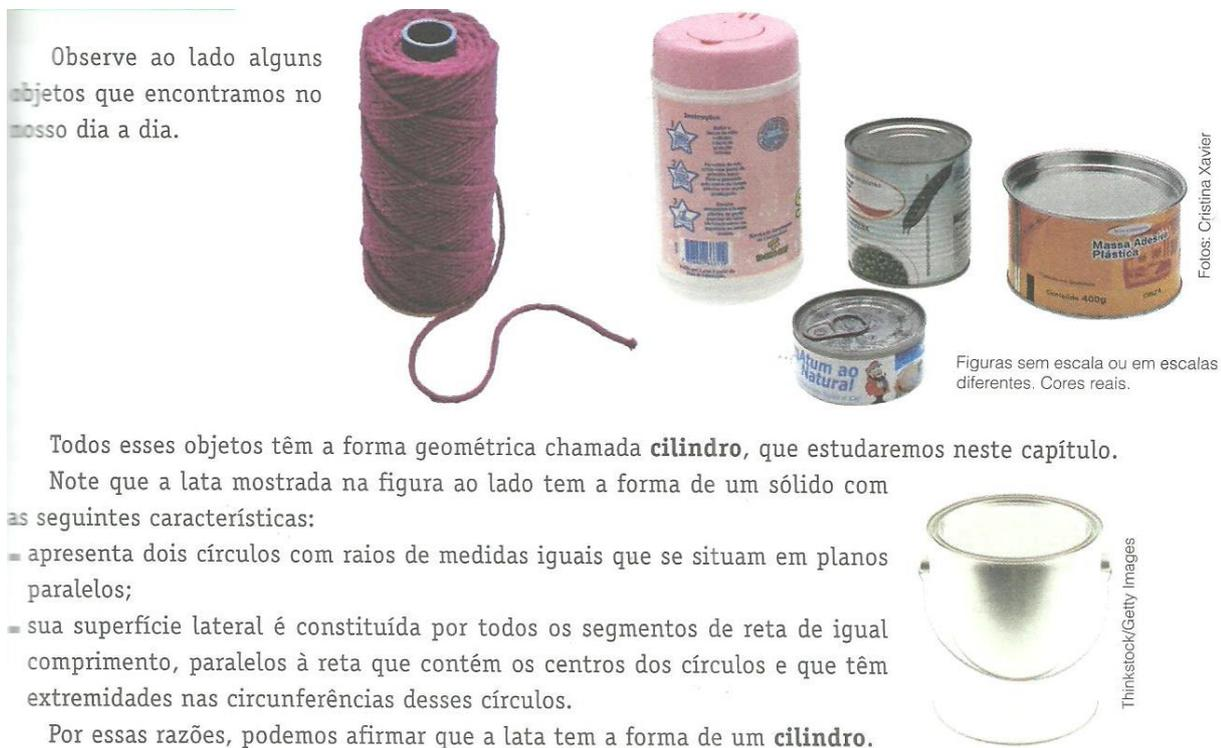 Observe ao lado alguns
objetos que encontramos no
nosso dia a dia.
Instruções
Massa Adesiva
Plástica
Conteúdo 400g
CINZA
Atum ao
Natural
Fotos: Cristina Xavier
Figuras sem escala ou em escalas
diferentes. Cores reais.
Todos esses objetos têm a forma geométrica chamada cilindro, que estudaremos neste capítulo.
Note que a lata mostrada na figura ao lado tem a forma de um sólido com
as seguintes características:
apresenta dois círculos com raios de medidas iguais que se situam em planos
paralelos;
sua superfície lateral é constituída por todos os segmentos de reta de igual
comprimento, paralelos à reta que contém os centros dos círculos e que têm
extremidades nas circunferências desses círculos.
Por essas razões, podemos afirmar que a lata tem a forma de um cilindro.
Thinkstock/Getty Images